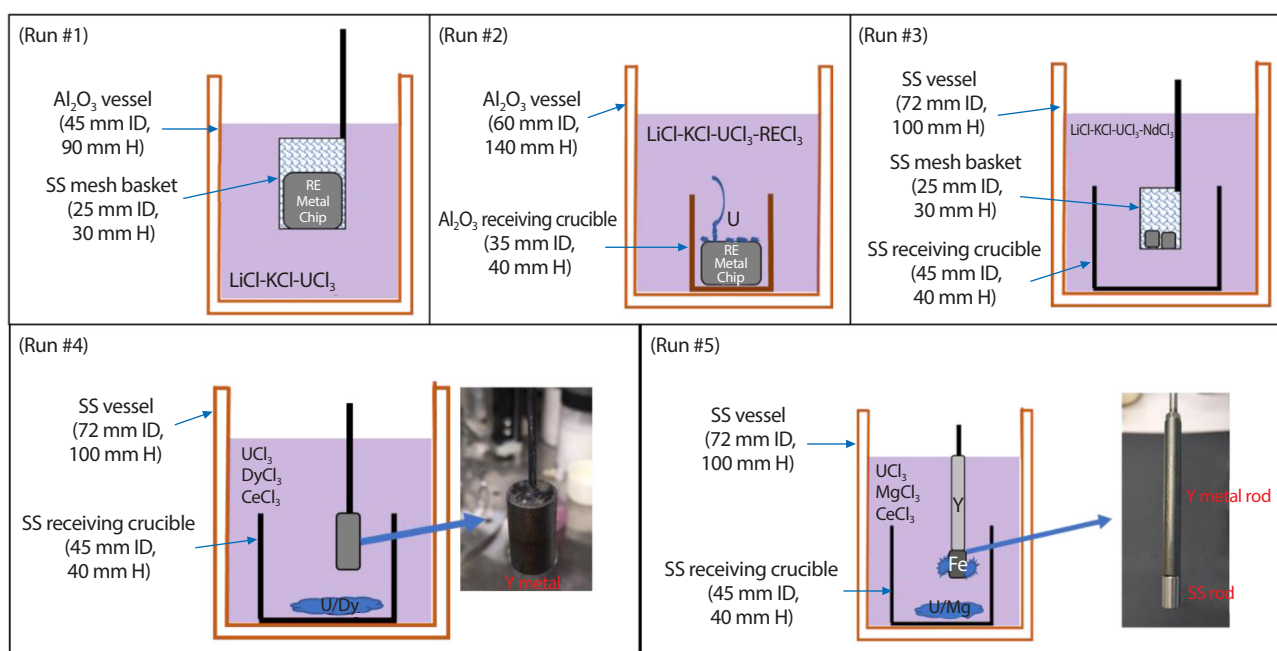 (Run #1)
Al₂O₃ vessel
(45 mm ID,
90 mm H)
SS mesh basket
(25 mm ID,
30 mm H)
RE
Metal
Chip
LiCl-KCl-UCl₃
(Run #2)
Al₂O₃ vessel
(60 mm ID,
140 mm H)
LiCl-KCl-UCl₃-RECl₃
Al₂O₃ receiving crucible
(35 mm ID,
40 mm H)
U
RE
Metal
Chip
(Run #3)
SS vessel
(72 mm ID,
100 mm H)
LiCl-KCl-UCl₃-NdCl₃
SS mesh basket
(25 mm ID,
30 mm H)
SS receiving crucible
(45 mm ID,
40 mm H)
(Run #4)
SS vessel
(72 mm ID,
100 mm H)
UCl₃
DyCl₃
CeCl₃
SS receiving crucible
(45 mm ID,
40 mm H)
U/Dy
Y metal
(Run #5)
SS vessel
(72 mm ID,
100 mm H)
UCl₃
MgCl₃
CeCl₃
Y
Fe
SS receiving crucible
(45 mm ID,
40 mm H)
U/Mg
Y metal rod
SS rod